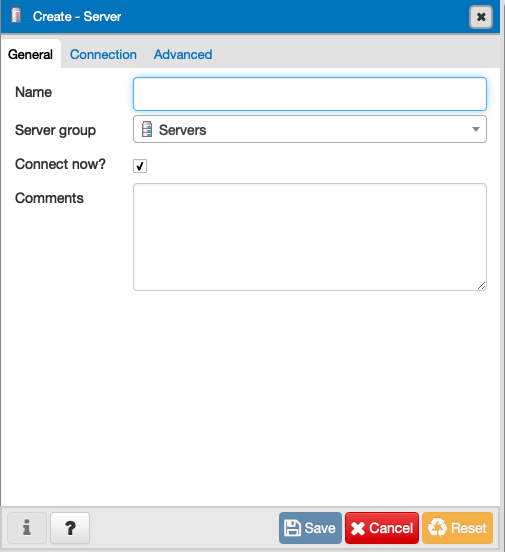 Create - Server
General Connection Advanced
Name
Server group Servers
Connect now?
Comments
i ? Save Cancel Reset